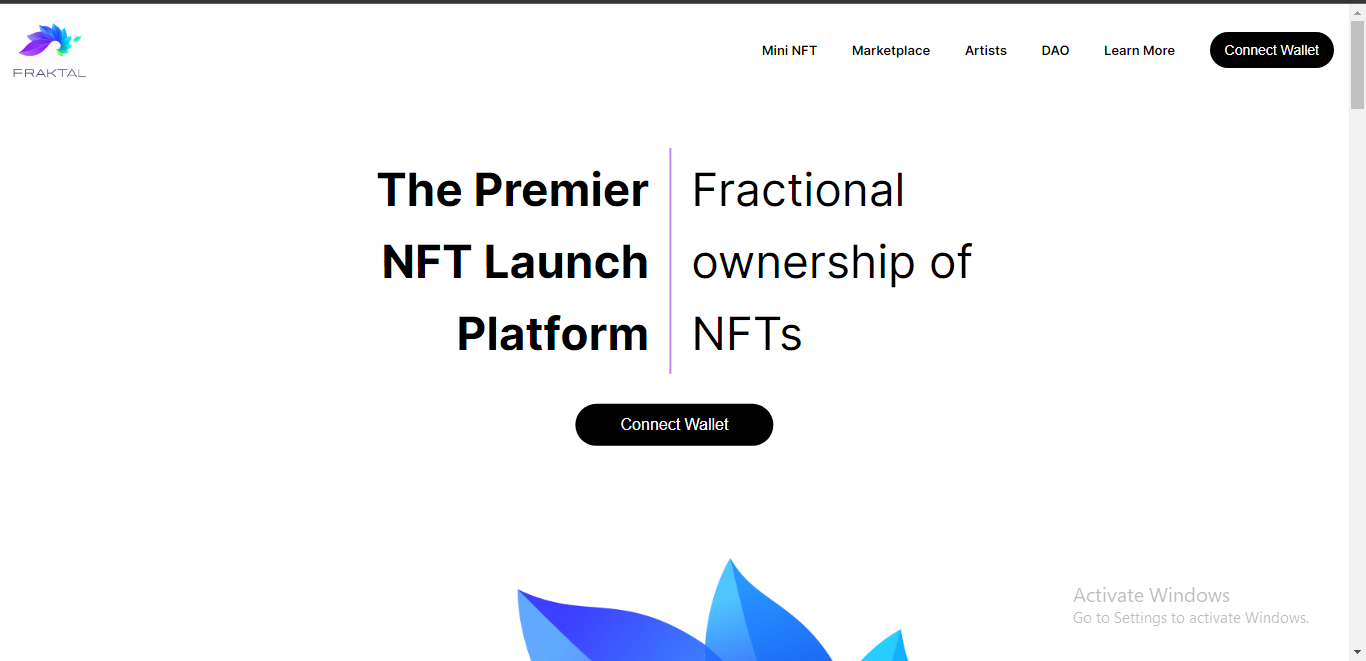 FRAKTAL
Mini NFT
Marketplace
Artists
DAO
Learn More
Connect Wallet
The Premier
NFT Launch
Platform
Fractional
ownership of
NFTs
Connect Wallet
Activate Windows
Go to Settings to activate Windows.